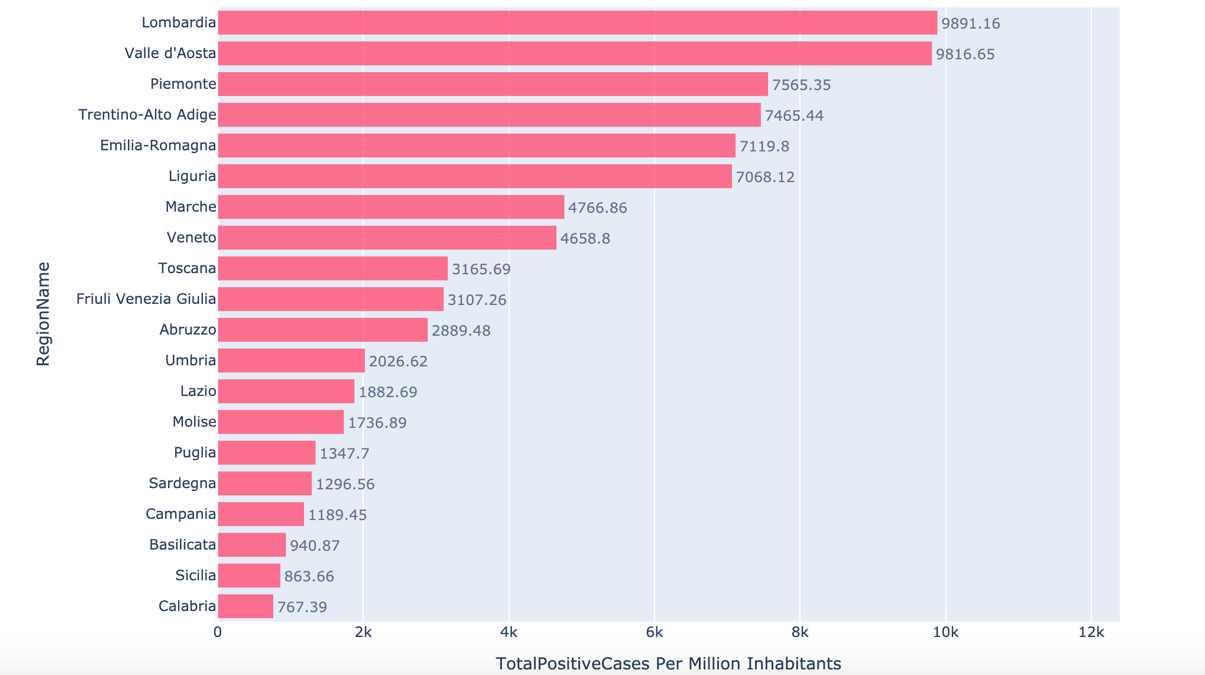 Lombardia 9891.16
Valle d'Aosta 9816.65
Piemonte 7565.35
Trentino-Alto Adige 7465.44
Emilia-Romagna 7119.8
Liguria 7068.12
Marche 4766.86
Veneto 4658.8
Toscana 3165.69
Friuli Venezia Giulia 3107.26
Abruzzo 2889.48
Umbria 2026.62
Lazio 1882.69
Molise 1736.89
Puglia 1347.7
Sardegna 1296.56
Campania 1189.45
Basilicata 940.87
Sicilia 863.66
Calabria 767.39
0 2k 4k 6k 8k 10k 12k
TotalPositiveCases Per Million Inhabitants
RegionName